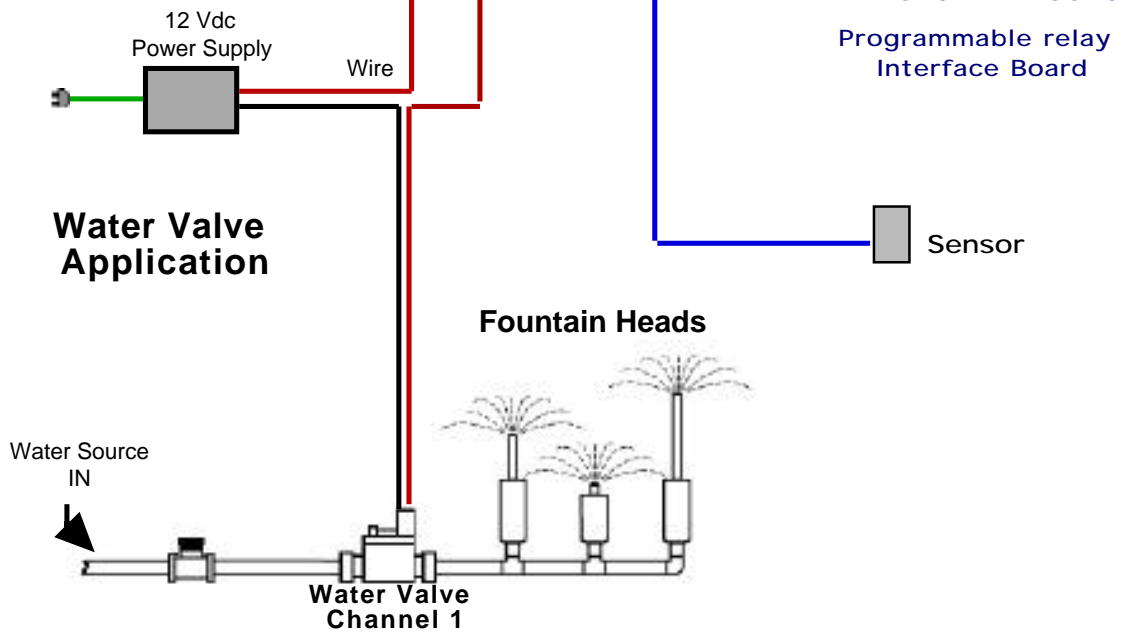 12 Vdc
Power Supply
Wire
Programmable relay
Interface Board
Water Valve
Application
Sensor
Fountain Heads
Water Source
IN
Water Valve
Channel 1